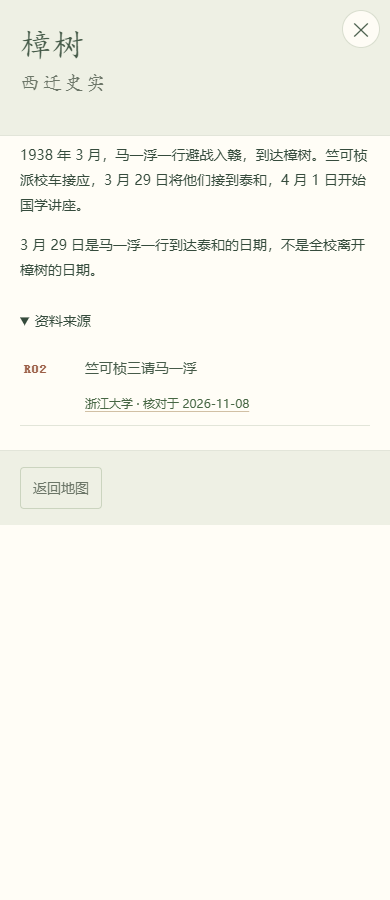 樟树
西迁史实
1938 年 3 月，马一浮一行避战入赣，到达樟树。竺可桢
派校车接应，3 月 29 日将他们接到泰和，4 月 1 日开始
国学讲座。
3 月 29 日是马一浮一行到达泰和的日期，不是全校离开
樟树的日期。
▼ 资料来源
R02 竺可桢三请马一浮
浙江大学 · 核对于 2026-11-08
返回地图